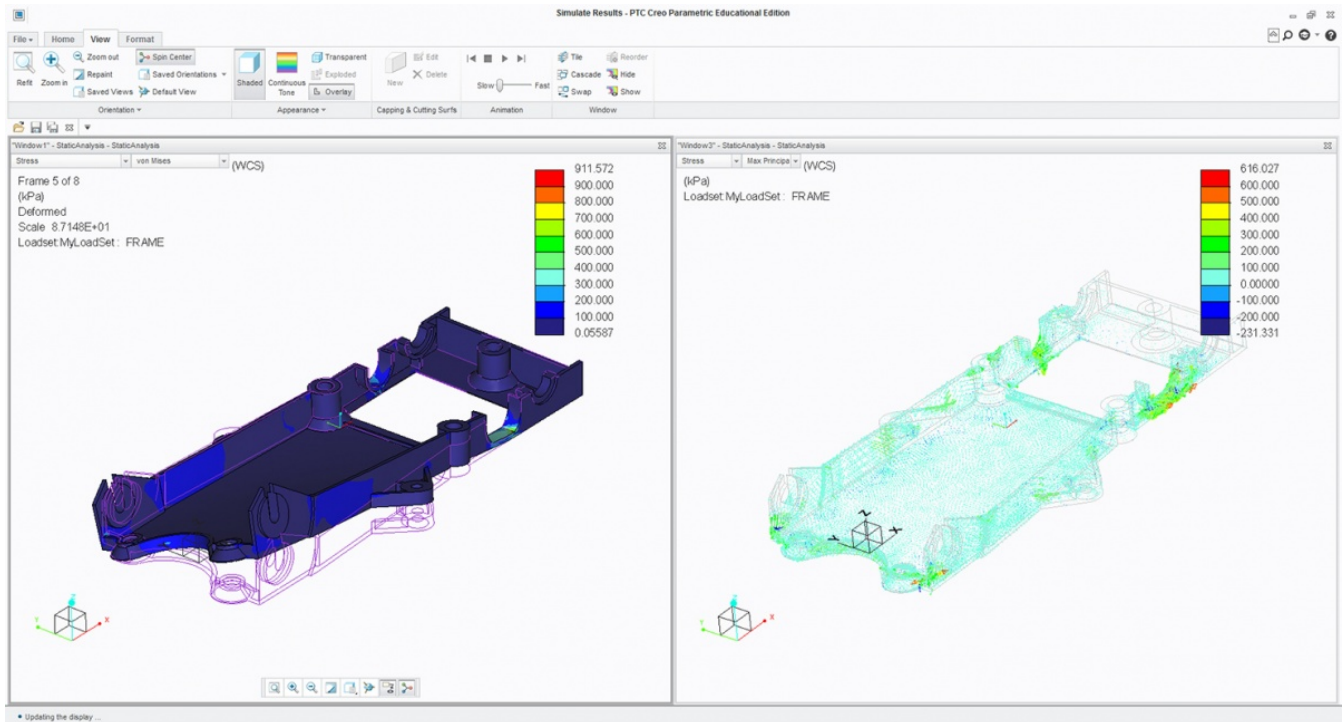 Simulate Results - PTC Creo Parametric Educational Edition
File Home View Format
Refit
Zoom in
Zoom out
Repaint
Saved Views
Spin Center
Saved Orientations
Default View
Orientation
Shaded
Continuous Tone
Transparent
Exploded
Overlay
Appearance
New
Edit
Delete
Capping & Cutting Surfs
Slow Fast
Animation
Tile
Cascade
Swap
Reorder
Hide
Show
Window
"Window1" - StaticAnalysis - StaticAnalysis
Stress von Mises (WCS)
Frame 5 of 8
(kPa)
Deformed
Scale 8.7148E+01
Loadset:MyLoadSet : FRAME
911.572
900.000
800.000
700.000
600.000
500.000
400.000
300.000
200.000
100.000
0.05587
X
Y
Z
"Window3" - StaticAnalysis - StaticAnalysis
Stress Max Principa (WCS)
(kPa)
Loadset:MyLoadSet : FRAME
616.027
600.000
500.000
400.000
300.000
200.000
100.000
0.00000
-100.000
-200.000
-231.331
Z
Y
X
Z
Y
X
Updating the display ...